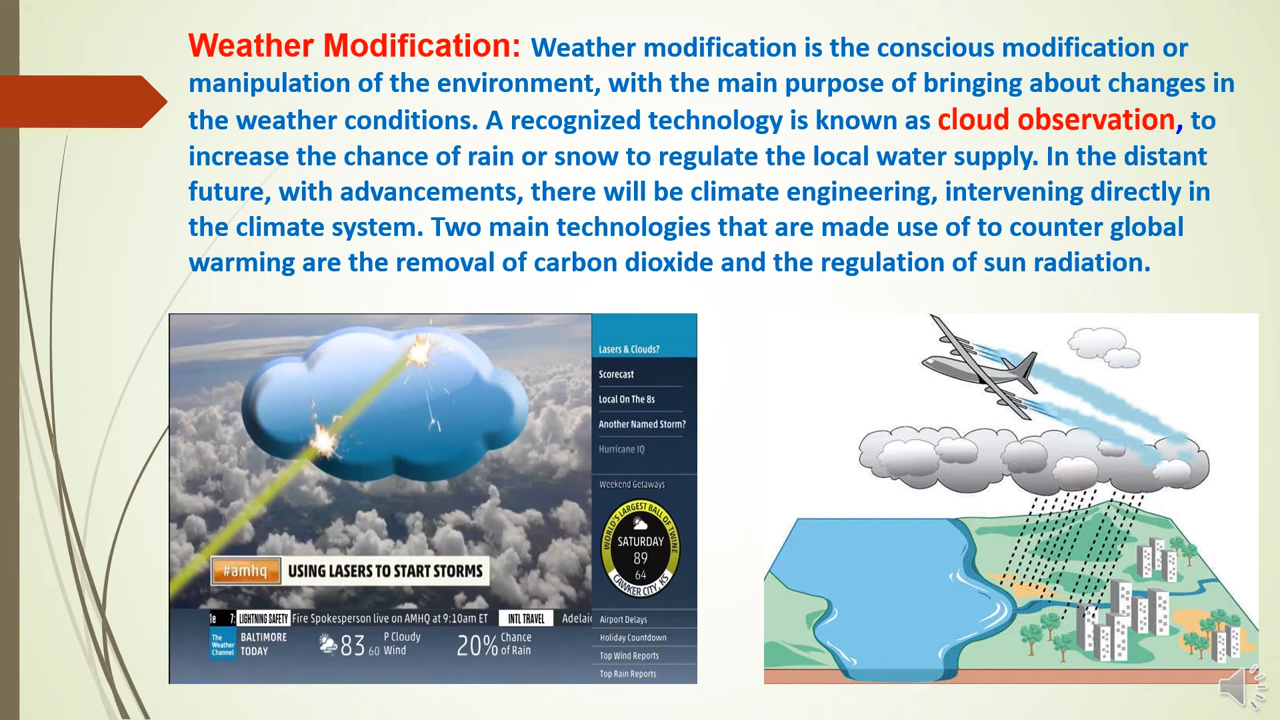 Weather Modification: Weather modification is the conscious modification or
manipulation of the environment, with the main purpose of bringing about changes in
the weather conditions. A recognized technology is known as cloud observation, to
increase the chance of rain or snow to regulate the local water supply. In the distant
future, with advancements, there will be climate engineering, intervening directly in
the climate system. Two main technologies that are made use of to counter global
warming are the removal of carbon dioxide and the regulation of sun radiation.
Lasers & Clouds?
Scorecast
Local On The 8s
Another Named Storm?
Hurricane IQ
Weekend Getaways
WORLD'S LARGEST BALL OF TWINE
SATURDAY
89
64
CAWKER CITY, KS
#amhq USING LASERS TO START STORMS
7: LIGHTNING SAFETY Fire Spokesperson live on AMHQ at 9:10am ET INTL TRAVEL
The Weather Channel
BALTIMORE
TODAY
83 60
P Cloudy
Wind
20% Chance
of Rain
Airport Delays
Holiday Countdown
Top Wind Reports
Top Rain Reports